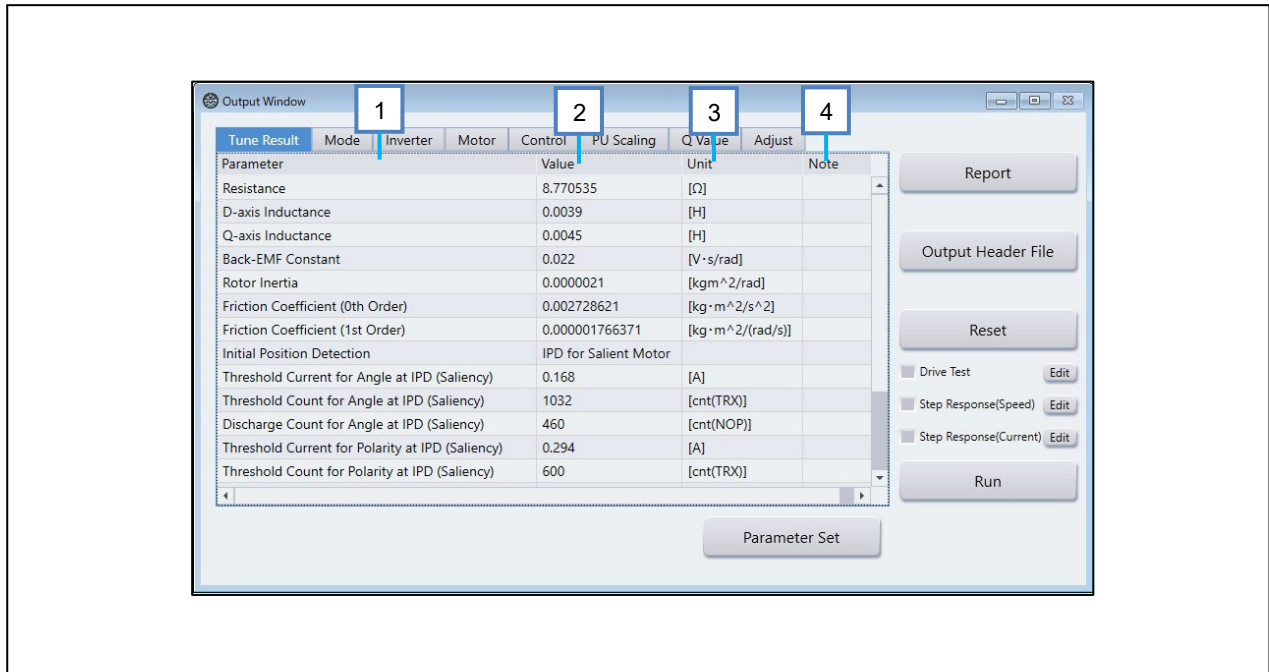 Output Window
1 2 3 4
Tune Result Mode Inverter Motor Control PU Scaling Q Value Adjust
Parameter Value Unit Note
Resistance 8.770535 [Ω]
D-axis Inductance 0.0039 [H]
Q-axis Inductance 0.0045 [H]
Back-EMF Constant 0.022 [V·s/rad]
Rotor Inertia 0.0000021 [kgm^2/rad]
Friction Coefficient (0th Order) 0.002728621 [kg·m^2/s^2]
Friction Coefficient (1st Order) 0.000001766371 [kg·m^2/(rad/s)]
Initial Position Detection IPD for Salient Motor
Threshold Current for Angle at IPD (Saliency) 0.168 [A]
Threshold Count for Angle at IPD (Saliency) 1032 [cnt(TRX)]
Discharge Count for Angle at IPD (Saliency) 460 [cnt(NOP)]
Threshold Current for Polarity at IPD (Saliency) 0.294 [A]
Threshold Count for Polarity at IPD (Saliency) 600 [cnt(TRX)]
Report
Output Header File
Reset
Drive Test Edit
Step Response(Speed) Edit
Step Response(Current) Edit
Run
Parameter Set